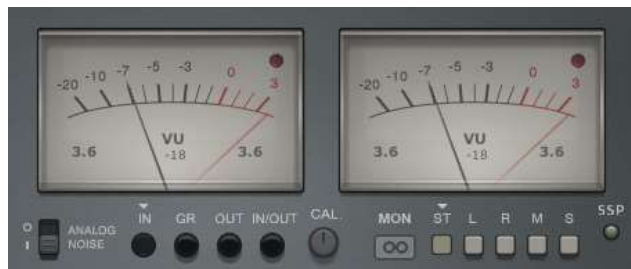 -20 -10 -7 -5 -3 0 3
VU
-18
3.6 3.6
-20 -10 -7 -5 -3 0 3
VU
-18
3.6 3.6
IN GR OUT IN/OUT CAL. MON ST L R M S SSP
O
I
ANALOG
NOISE